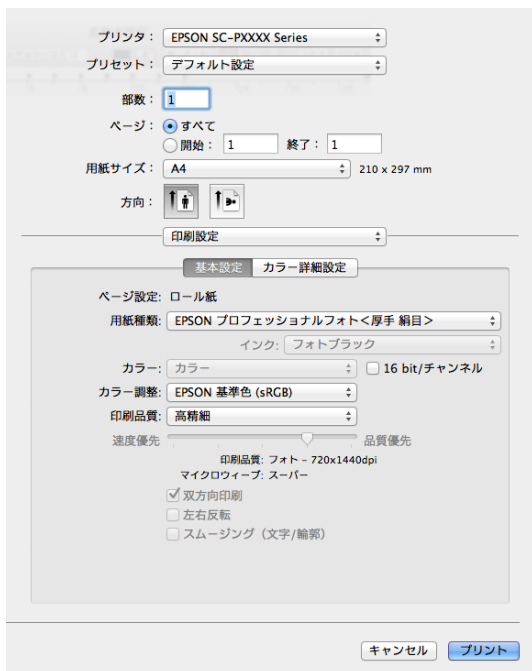 プリンタ： EPSON SC-PXXXX Series
プリセット： デフォルト設定
部数： 1
ページ： すべて
開始： 1 終了： 1
用紙サイズ： A4 210 x 297 mm
方向：
印刷設定
基本設定 カラー詳細設定
ページ設定: ロール紙
用紙種類: EPSON プロフェッショナルフォト＜厚手 絹目＞
インク: フォトブラック
カラー: カラー 16 bit/チャンネル
カラー調整: EPSON 基準色 (sRGB)
印刷品質: 高精細
速度優先 品質優先
印刷品質: フォト – 720x1440dpi
マイクロウィーブ: スーパー
双方向印刷
左右反転
スムージング（文字/輪郭）
キャンセル プリント